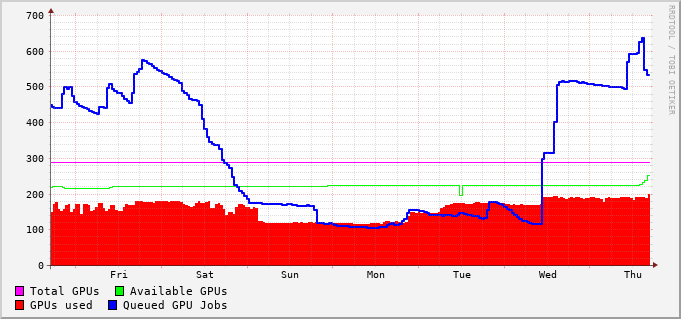 700
600
500
400
300
200
100
0
Fri Sat Sun Mon Tue Wed Thu
Total GPUs Available GPUs
GPUs used Queued GPU Jobs
RRDTOOL / TOBI OETIKER